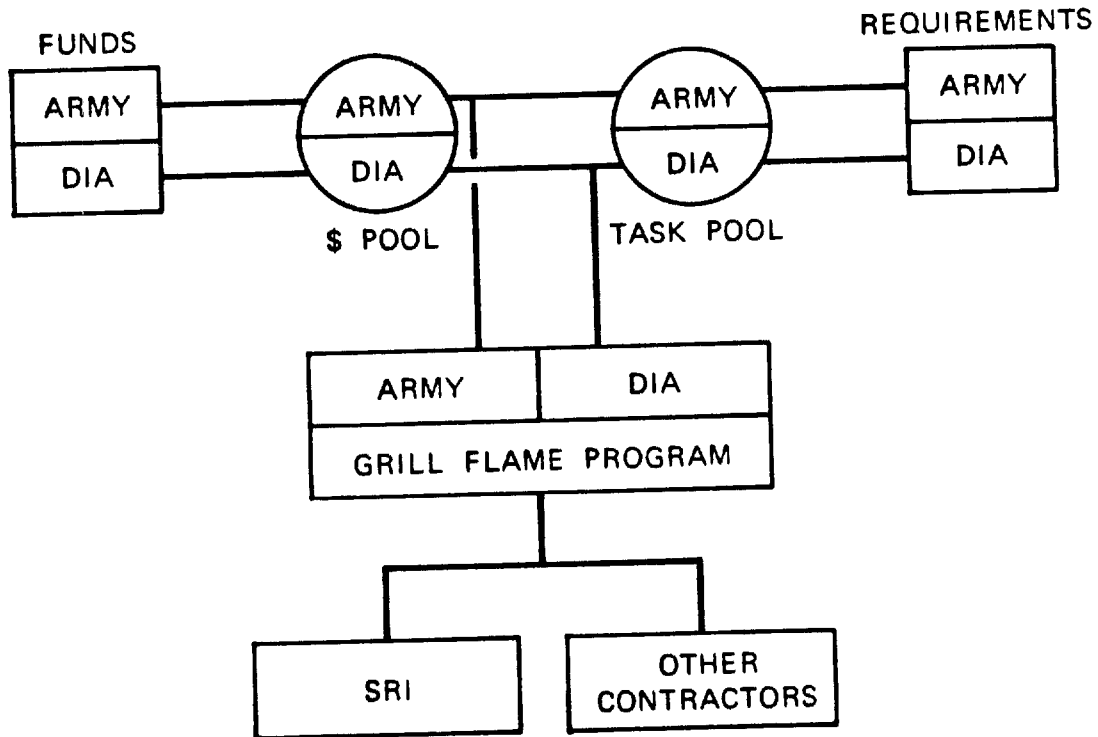 FUNDS
REQUIREMENTS
ARMY
ARMY
ARMY
ARMY
DIA
DIA
DIA
DIA
$ POOL
TASK POOL
ARMY
DIA
GRILL FLAME PROGRAM
SRI
OTHER
CONTRACTORS